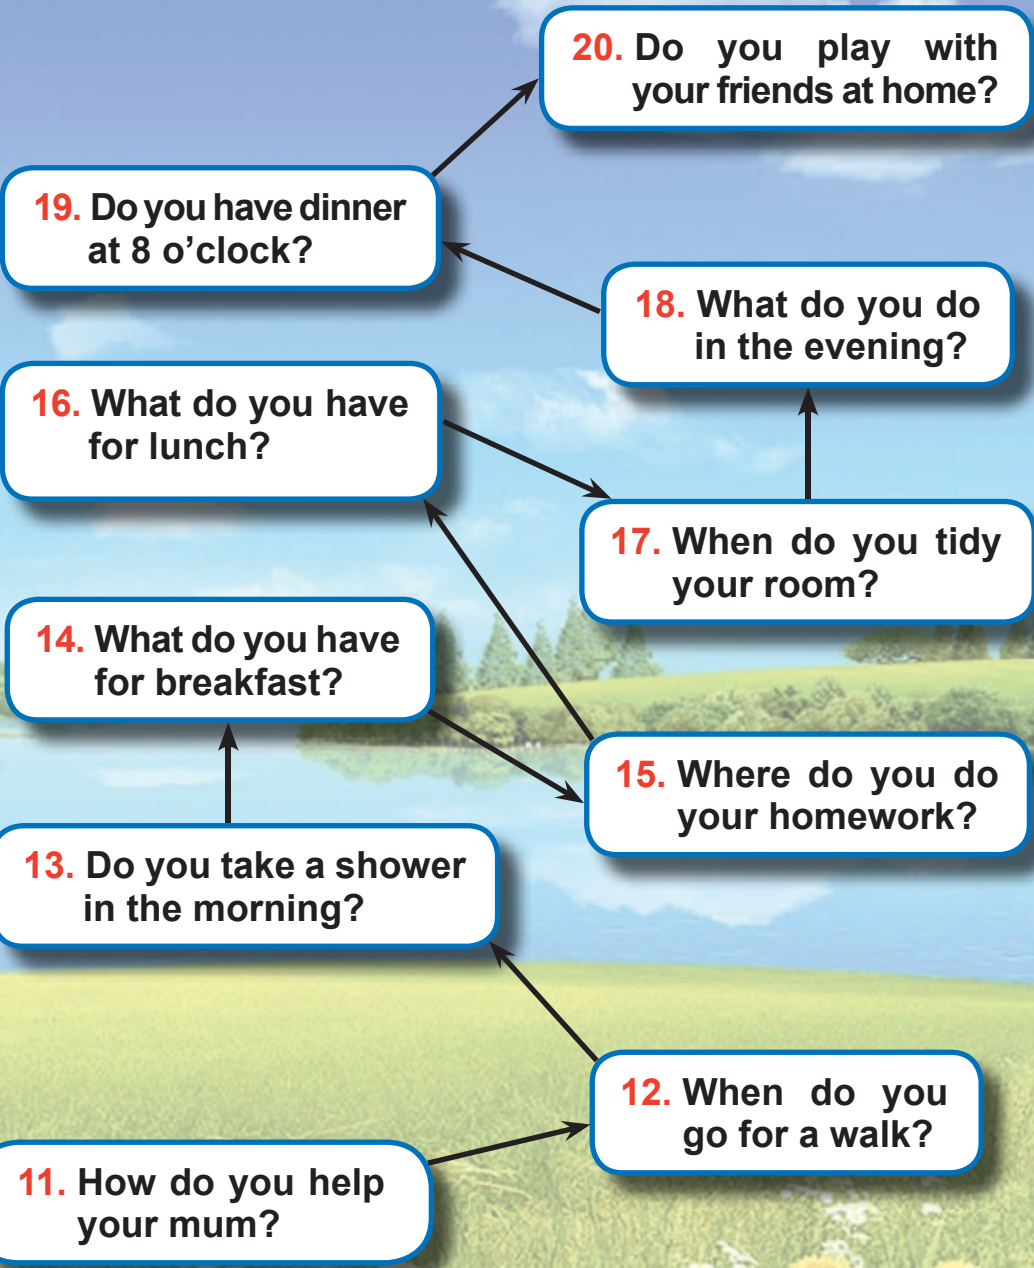 20. Do you play with
your friends at home?
19. Do you have dinner
at 8 o’clock?
18. What do you do
in the evening?
16. What do you have
for lunch?
17. When do you tidy
your room?
14. What do you have
for breakfast?
15. Where do you do
your homework?
13. Do you take a shower
in the morning?
12. When do you
go for a walk?
11. How do you help
your mum?